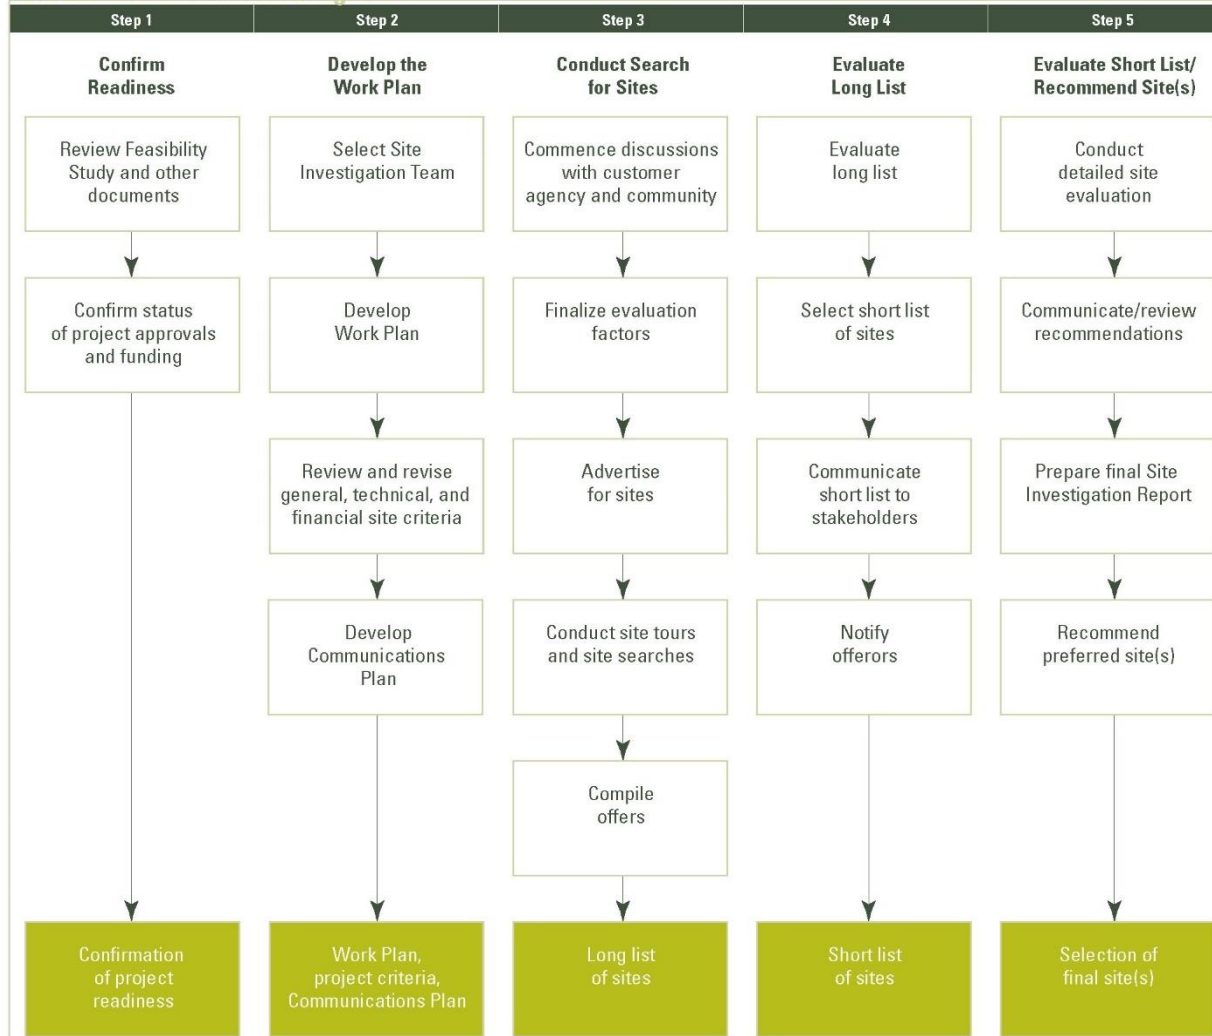 Step 1
Step 2
Step 3
Step 4
Step 5
Confirm
Readiness
Develop the
Work Plan
Conduct Search
for Sites
Evaluate
Long List
Evaluate Short List/
Recommend Site(s)
Review Feasibility
Study and other
documents
Select Site
Investigation Team
Commence discussions
with customer
agency and community
Evaluate
long list
Conduct
detailed site
evaluation
Confirm status
of project approvals
and funding
Develop
Work Plan
Finalize evaluation
factors
Select short list
of sites
Communicate/review
recommendations
Review and revise
general, technical, and
financial site criteria
Advertise
for sites
Communicate
short list to
stakeholders
Prepare final Site
Investigation Report
Develop
Communications
Plan
Conduct site tours
and site searches
Notify
offerors
Recommend
preferred site(s)
Compile
offers
Confirmation
of project
readiness
Work Plan,
project criteria,
Communications Plan
Long list
of sites
Short list
of sites
Selection of
final site(s)